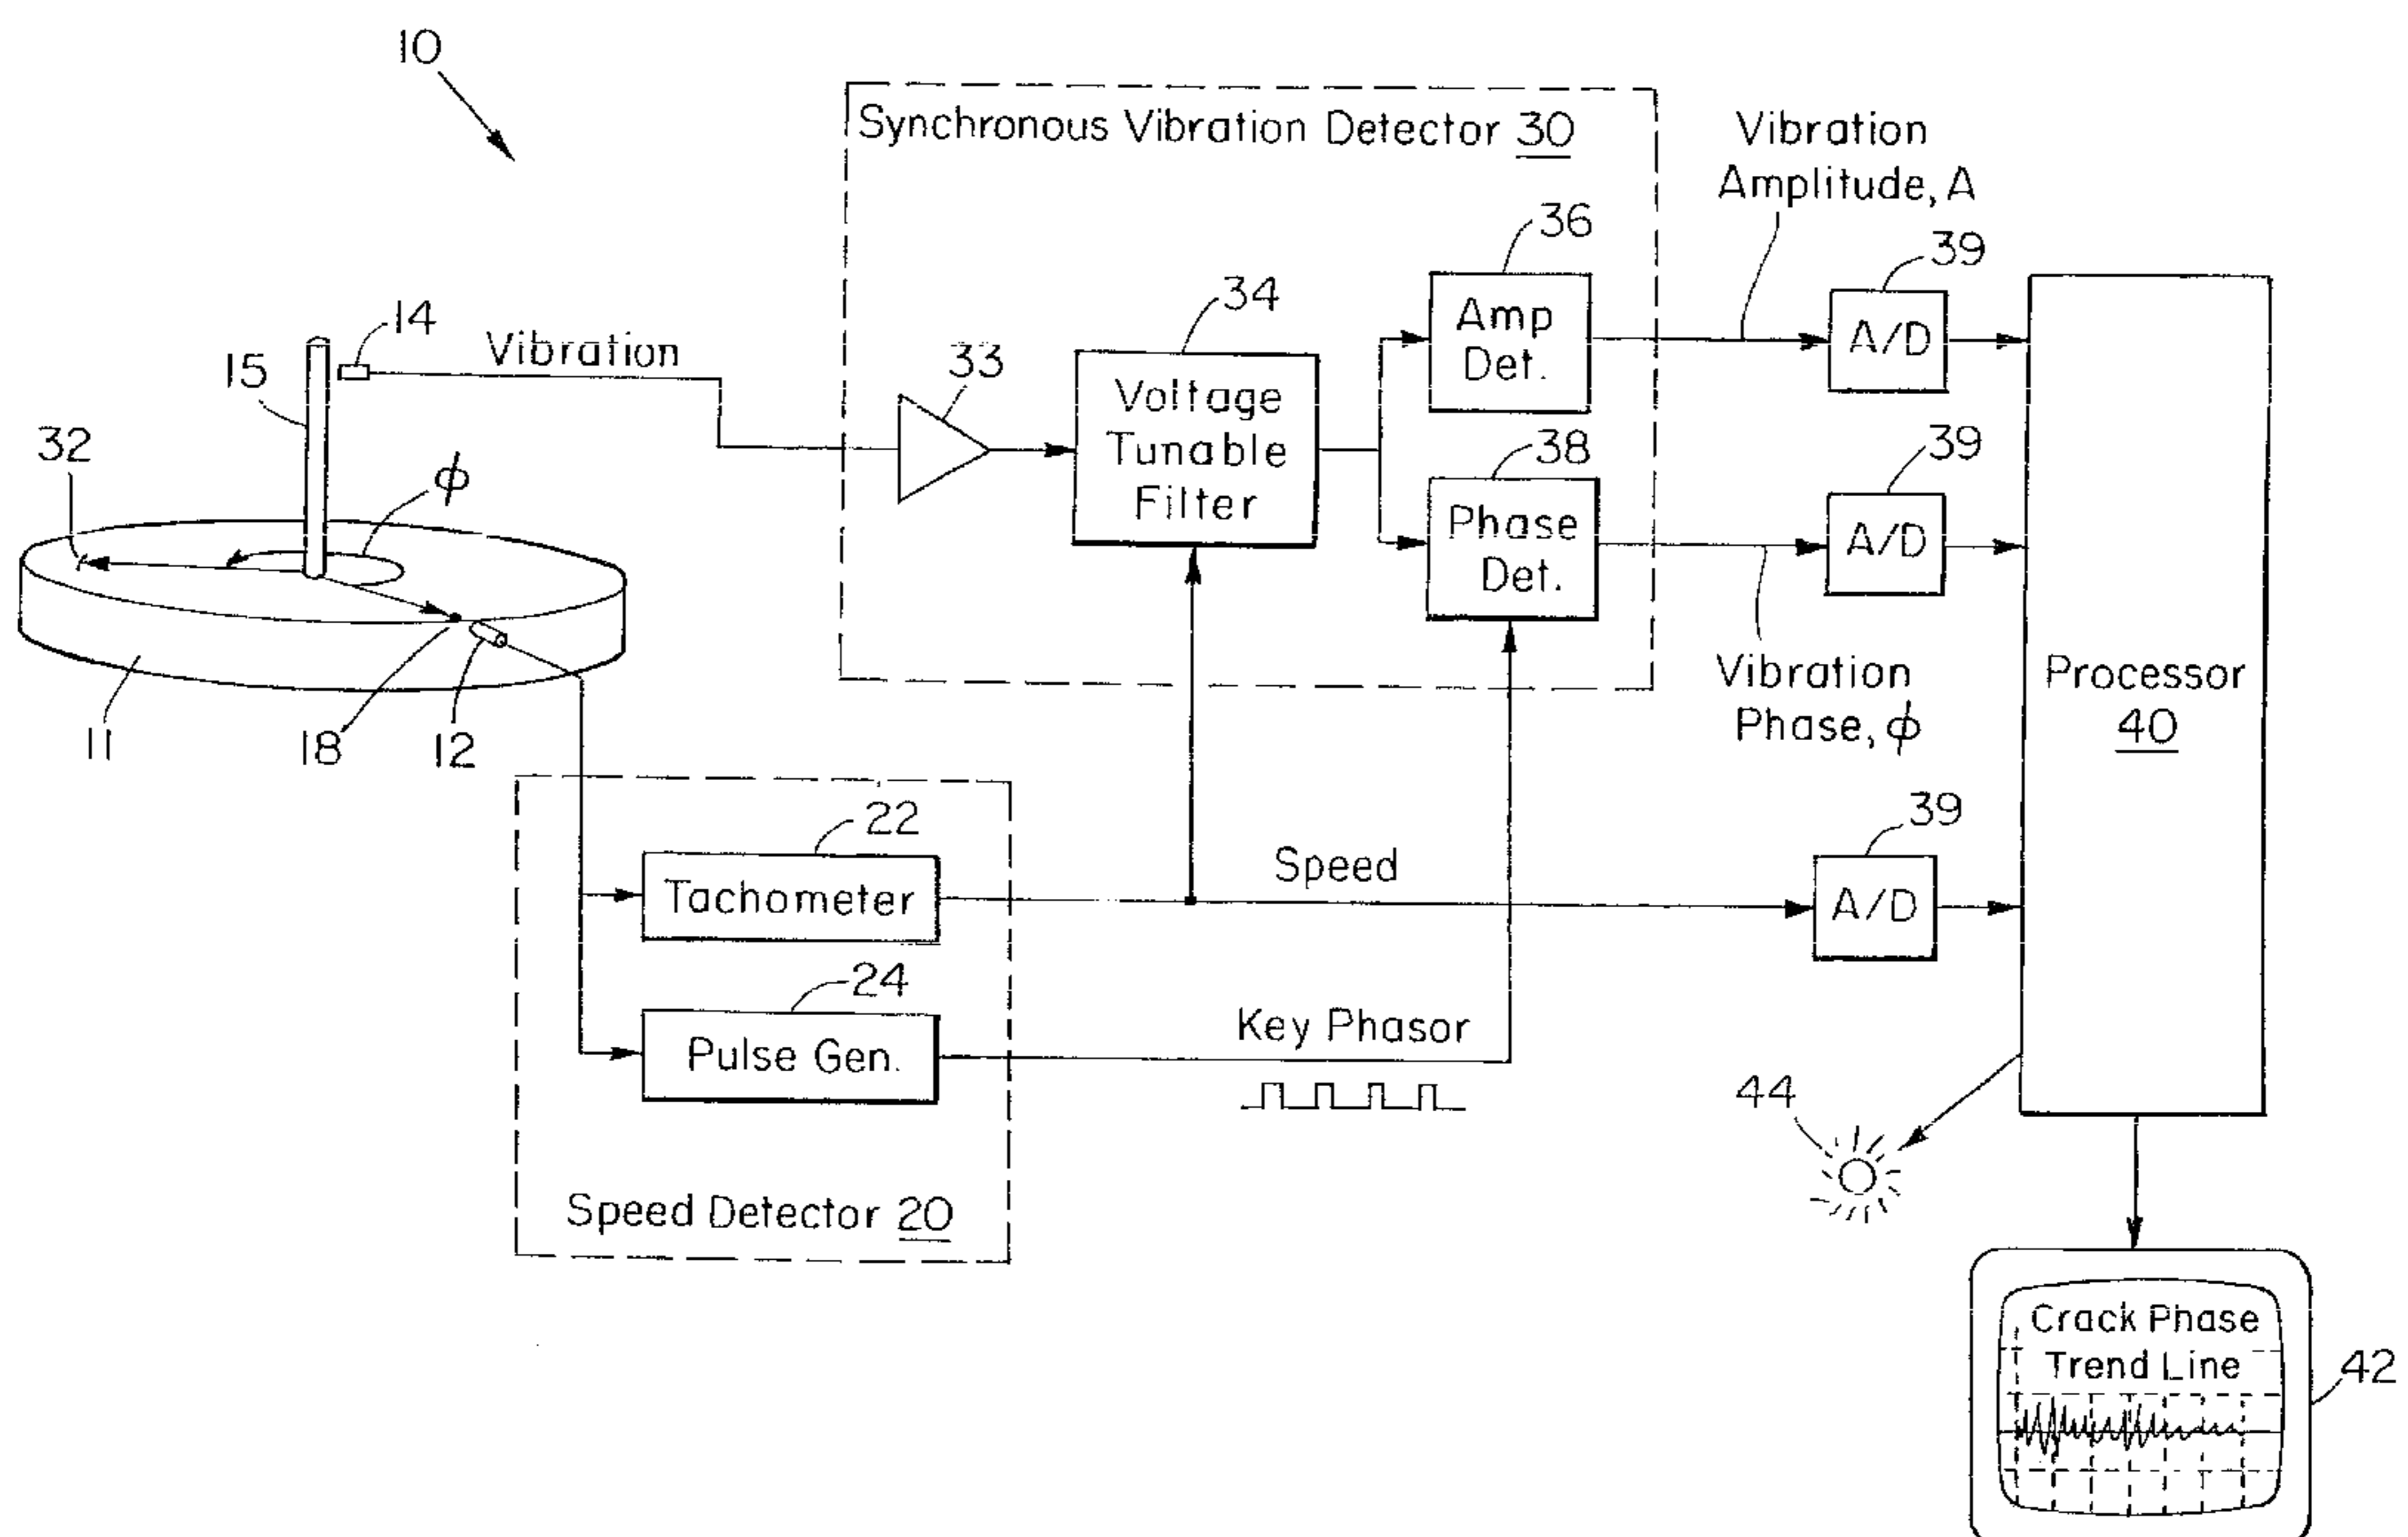 10
Synchronous Vibration Detector 30
Vibration
Amplitude, A
36
39
34
14
Vibration
Amp
Det.
A/D
15
33
Voltage
Tunable
Filter
32
ϕ
38
39
Phase
Det.
A/D
11
18
12
Vibration
Phase, ϕ
Processor
40
22
Tachometer
Speed
39
A/D
24
Pulse Gen.
Key Phasor
44
Speed Detector 20
Crack Phase
Trend Line
42